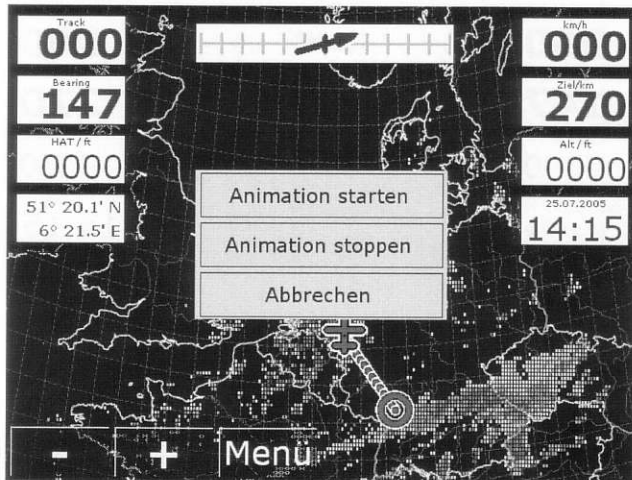 Track
000
Bearing
147
HAT / ft
0000
51° 20.1' N
6° 21.5' E
km/h
000
Ziel/km
270
Alt / ft
0000
25.07.2005
14:15
Animation starten
Animation stoppen
Abbrechen
-
+
Menü